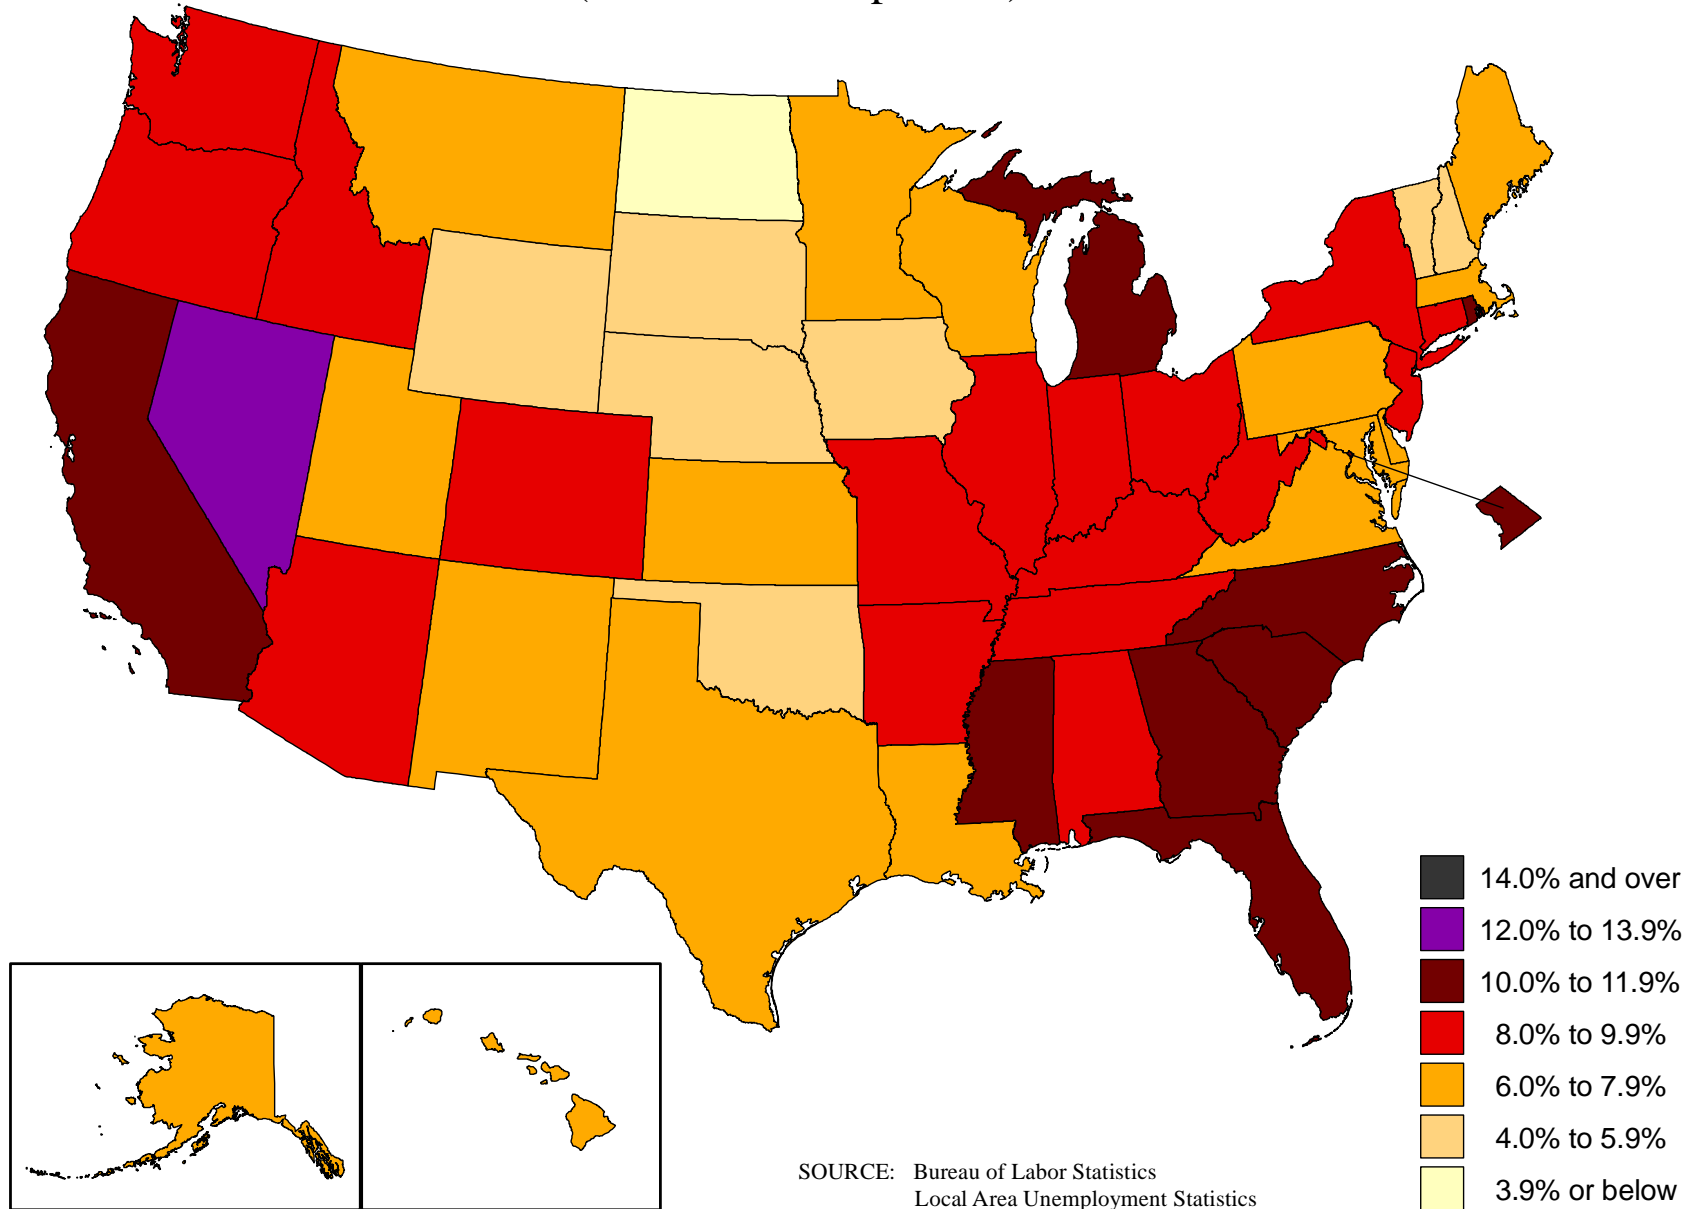 14.0% and over
12.0% to 13.9%
10.0% to 11.9%
8.0% to 9.9%
6.0% to 7.9%
4.0% to 5.9%
3.9% or below
SOURCE: Bureau of Labor Statistics
Local Area Unemployment Statistics